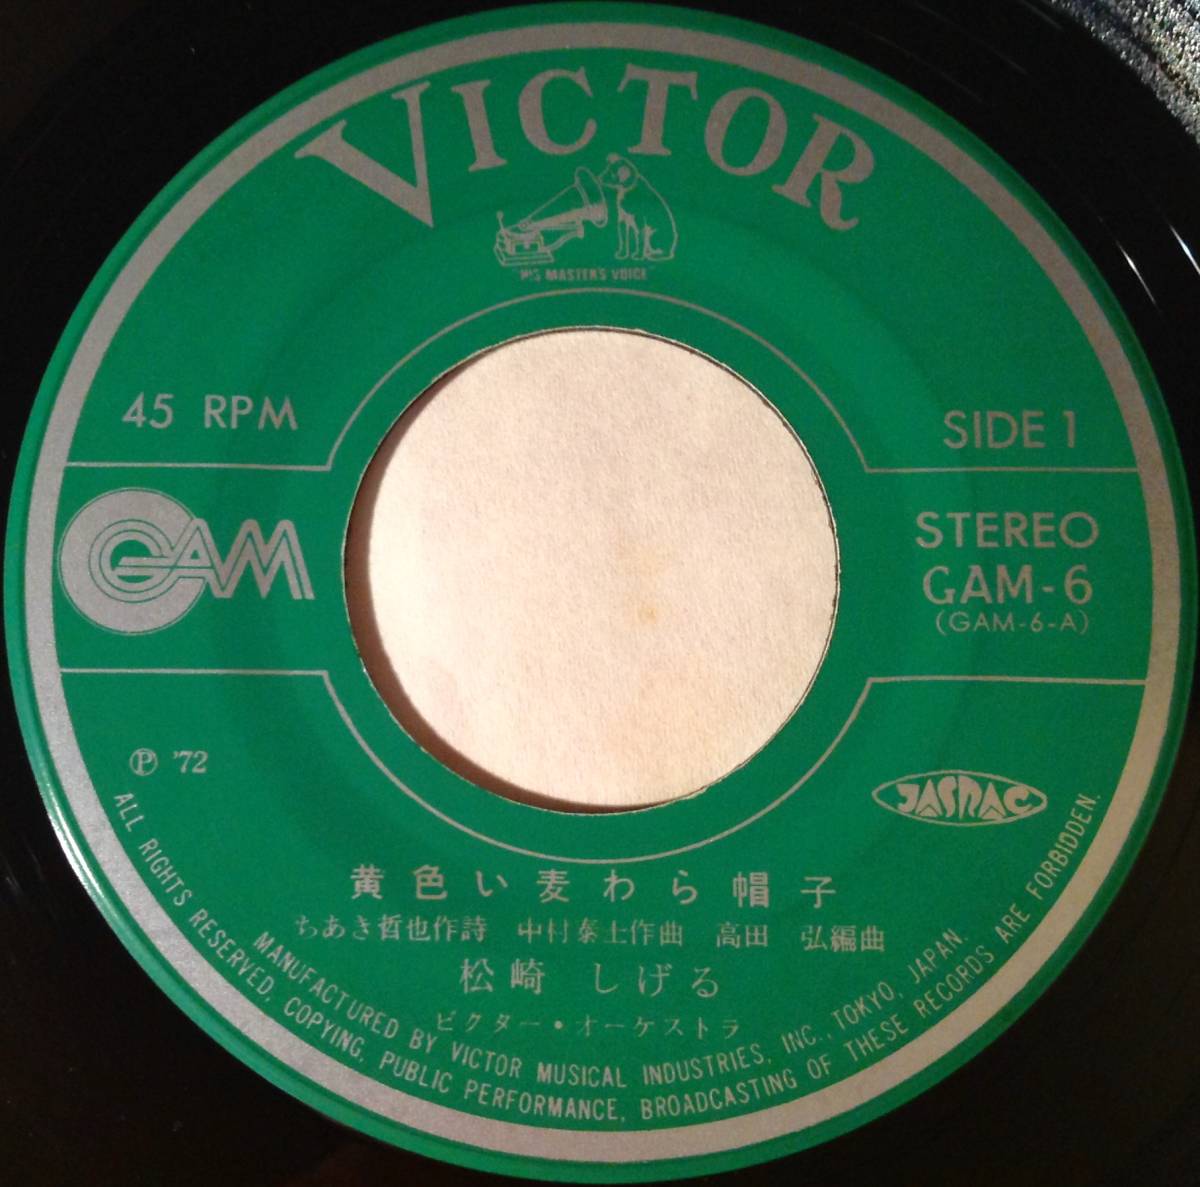 VICTOR
"HIS MASTER'S VOICE"
45 RPM
SIDE 1
GAM
STEREO
GAM-6
(GAM-6-A)
Ⓟ '72
JASRAC
黄色い麦わら帽子
ちあき哲也作詩 中村泰士作曲 高田 弘編曲
松崎 しげる
ビクター・オーケストラ
MANUFACTURED BY VICTOR MUSICAL INDUSTRIES, INC., TOKYO, JAPAN.
ALL RIGHTS RESERVED, COPYING, PUBLIC PERFORMANCE, BROADCASTING OF THESE RECORDS ARE FORBIDDEN.